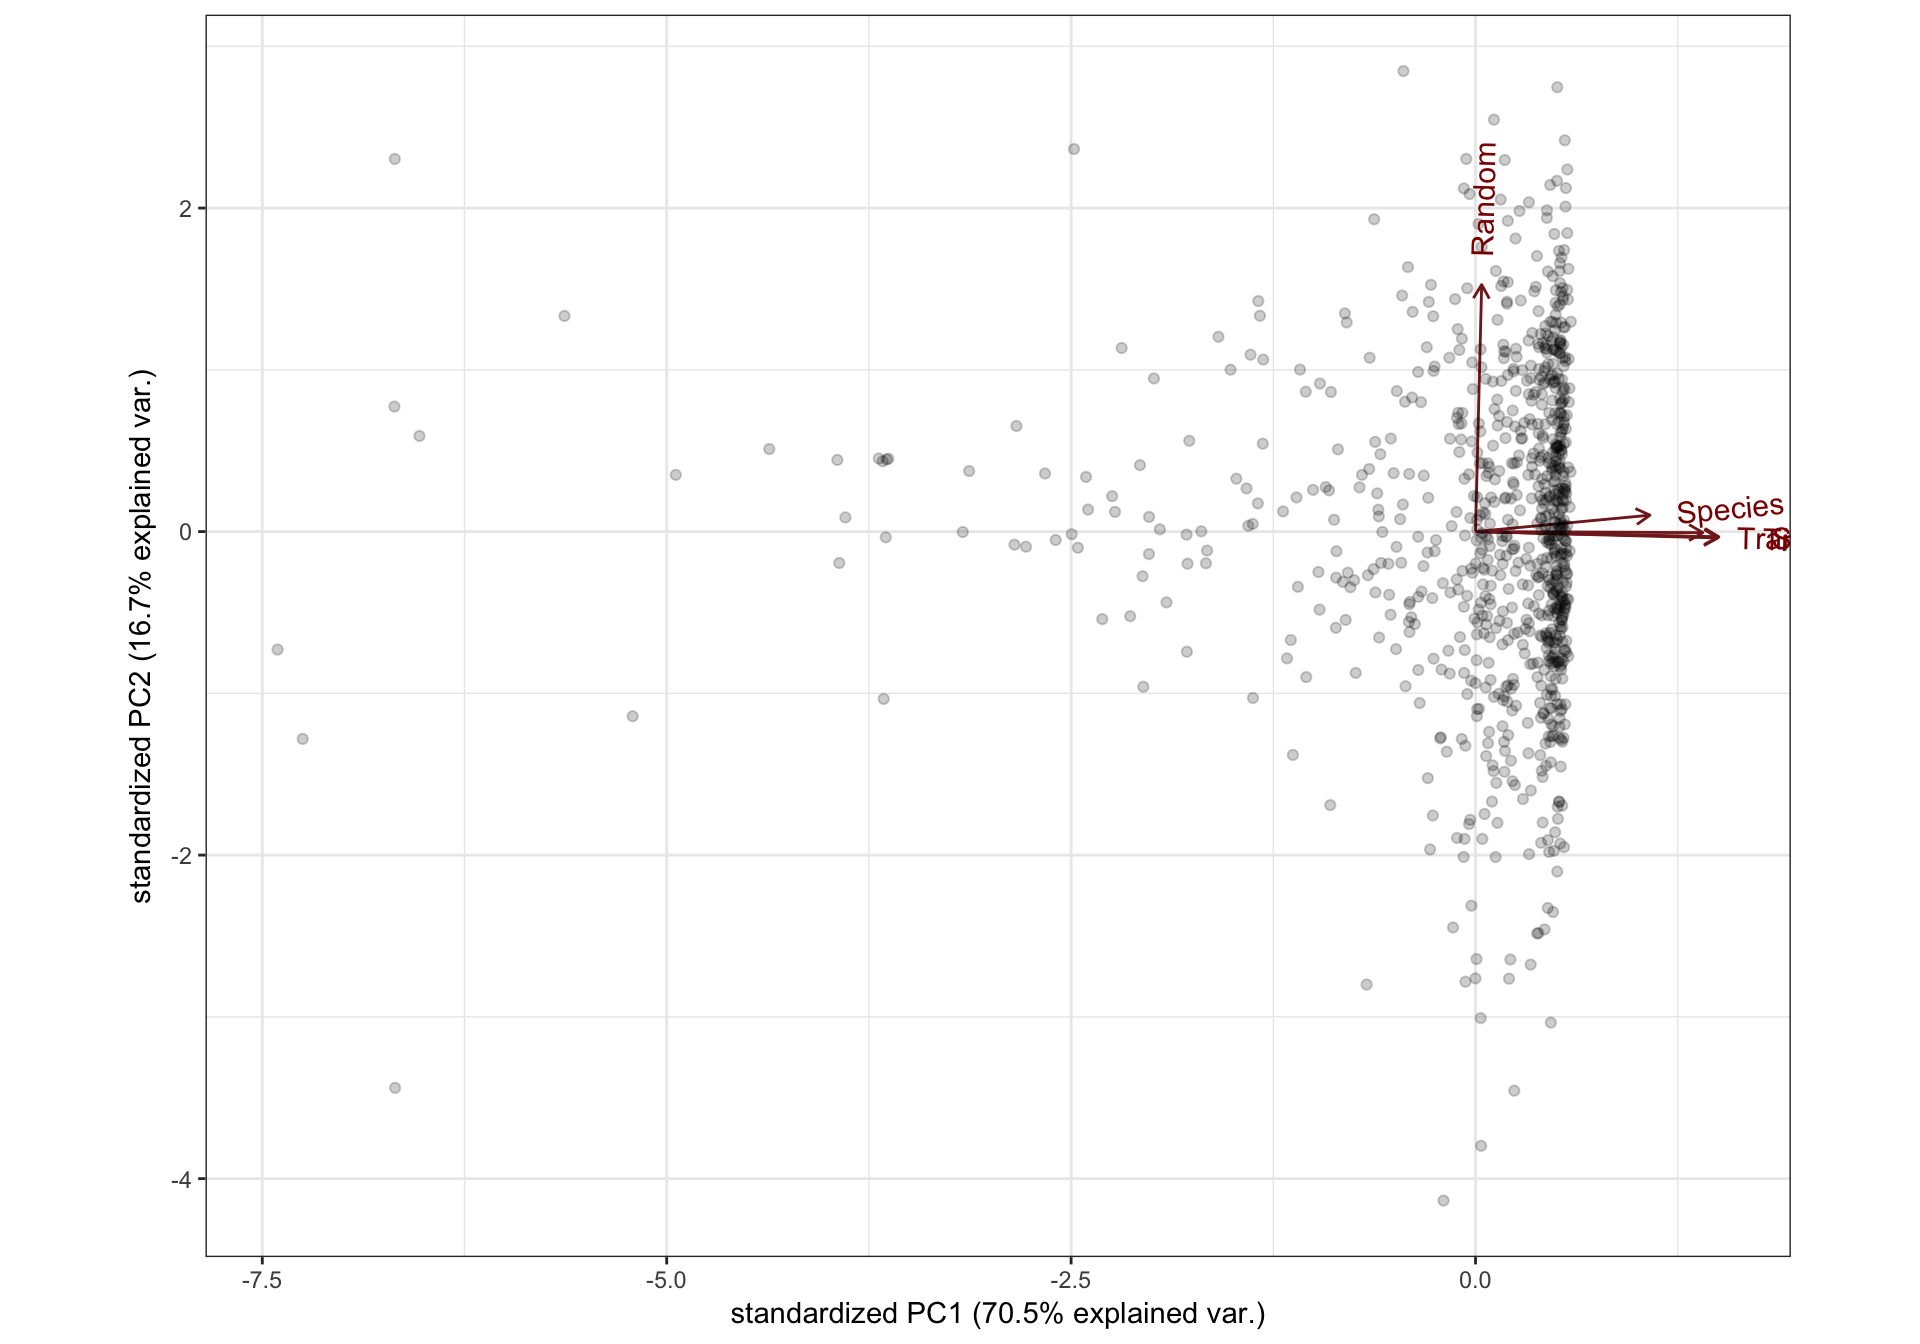 standardized PC2 (16.7% explained var.)
2
0
-2
-4
Random
Species
-7.5
-5.0
-2.5
0.0
standardized PC1 (70.5% explained var.)